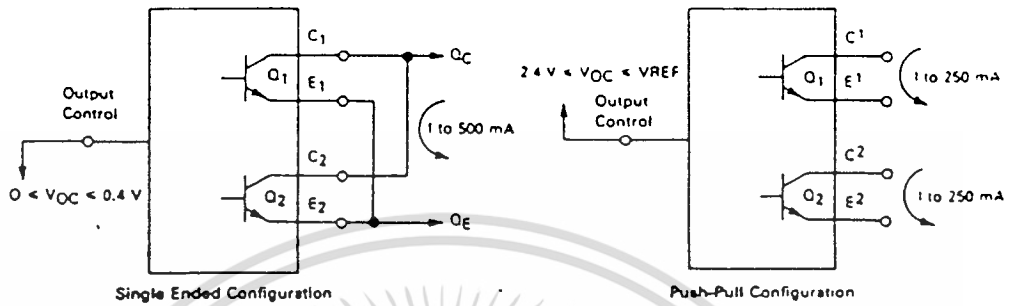 C1
Q1
E1
QC
Output
Control
1 to 500 mA
0 < VOC < 0.4 V
C2
Q2
E2
QE
Single Ended Configuration
2.4 V < VOC < VREF
Output
Control
C1
Q1
E1
1 to 250 mA
C2
Q2
E2
1 to 250 mA
Push-Pull Configuration